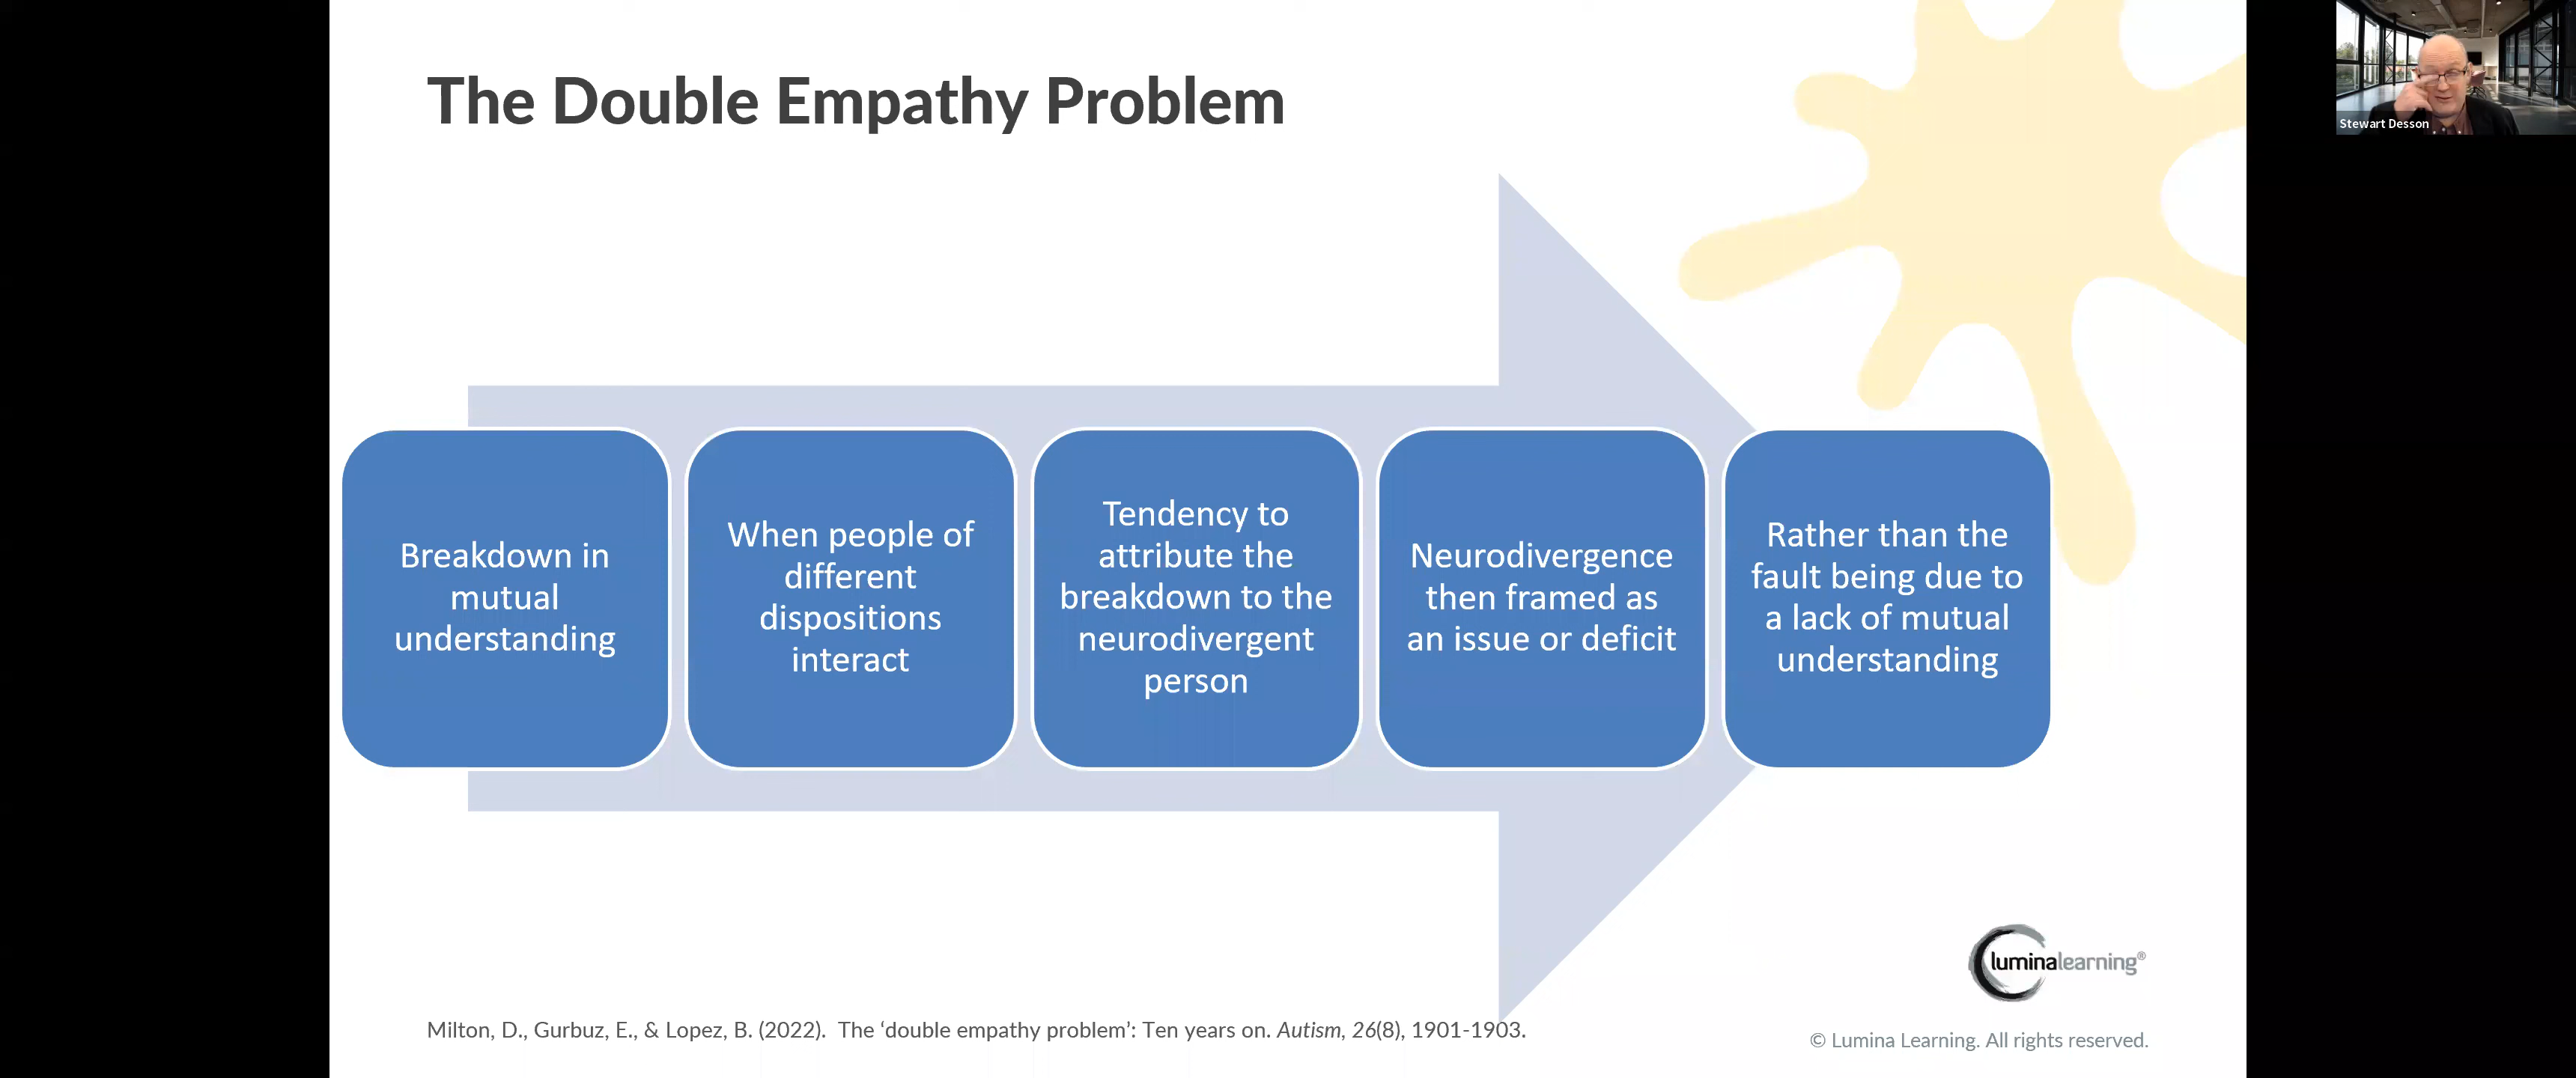 The Double Empathy Problem
Stewart Desson
Breakdown in
mutual
understanding
When people of
different
dispositions
interact
Tendency to
attribute the
breakdown to the
neurodivergent
person
Neurodivergence
then framed as
an issue or deficit
Rather than the
fault being due to
a lack of mutual
understanding
luminalearning®
Milton, D., Gurbuz, E., & Lopez, B. (2022).  The ‘double empathy problem’: Ten years on. Autism, 26(8), 1901-1903.
© Lumina Learning. All rights reserved.